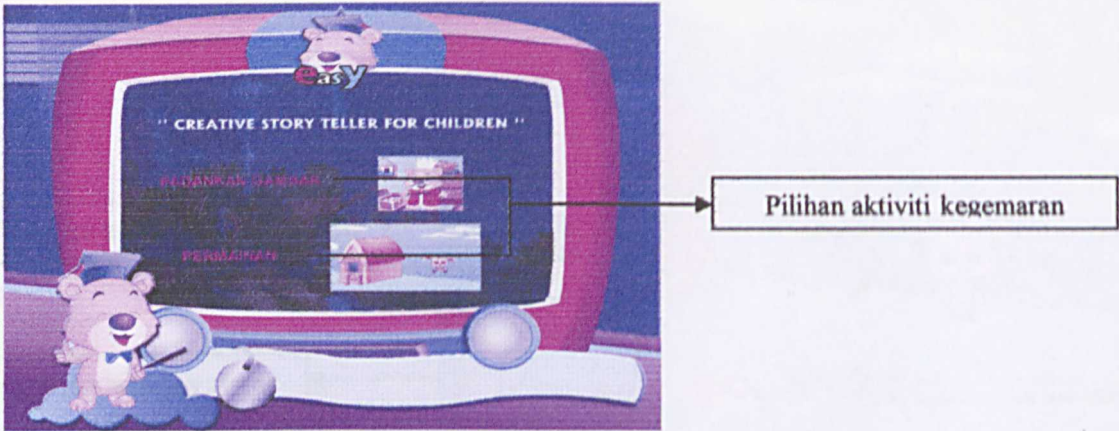 easy
" CREATIVE STORY TELLER FOR CHILDREN "
PERMAINAN
Pilihan aktiviti kegemaran